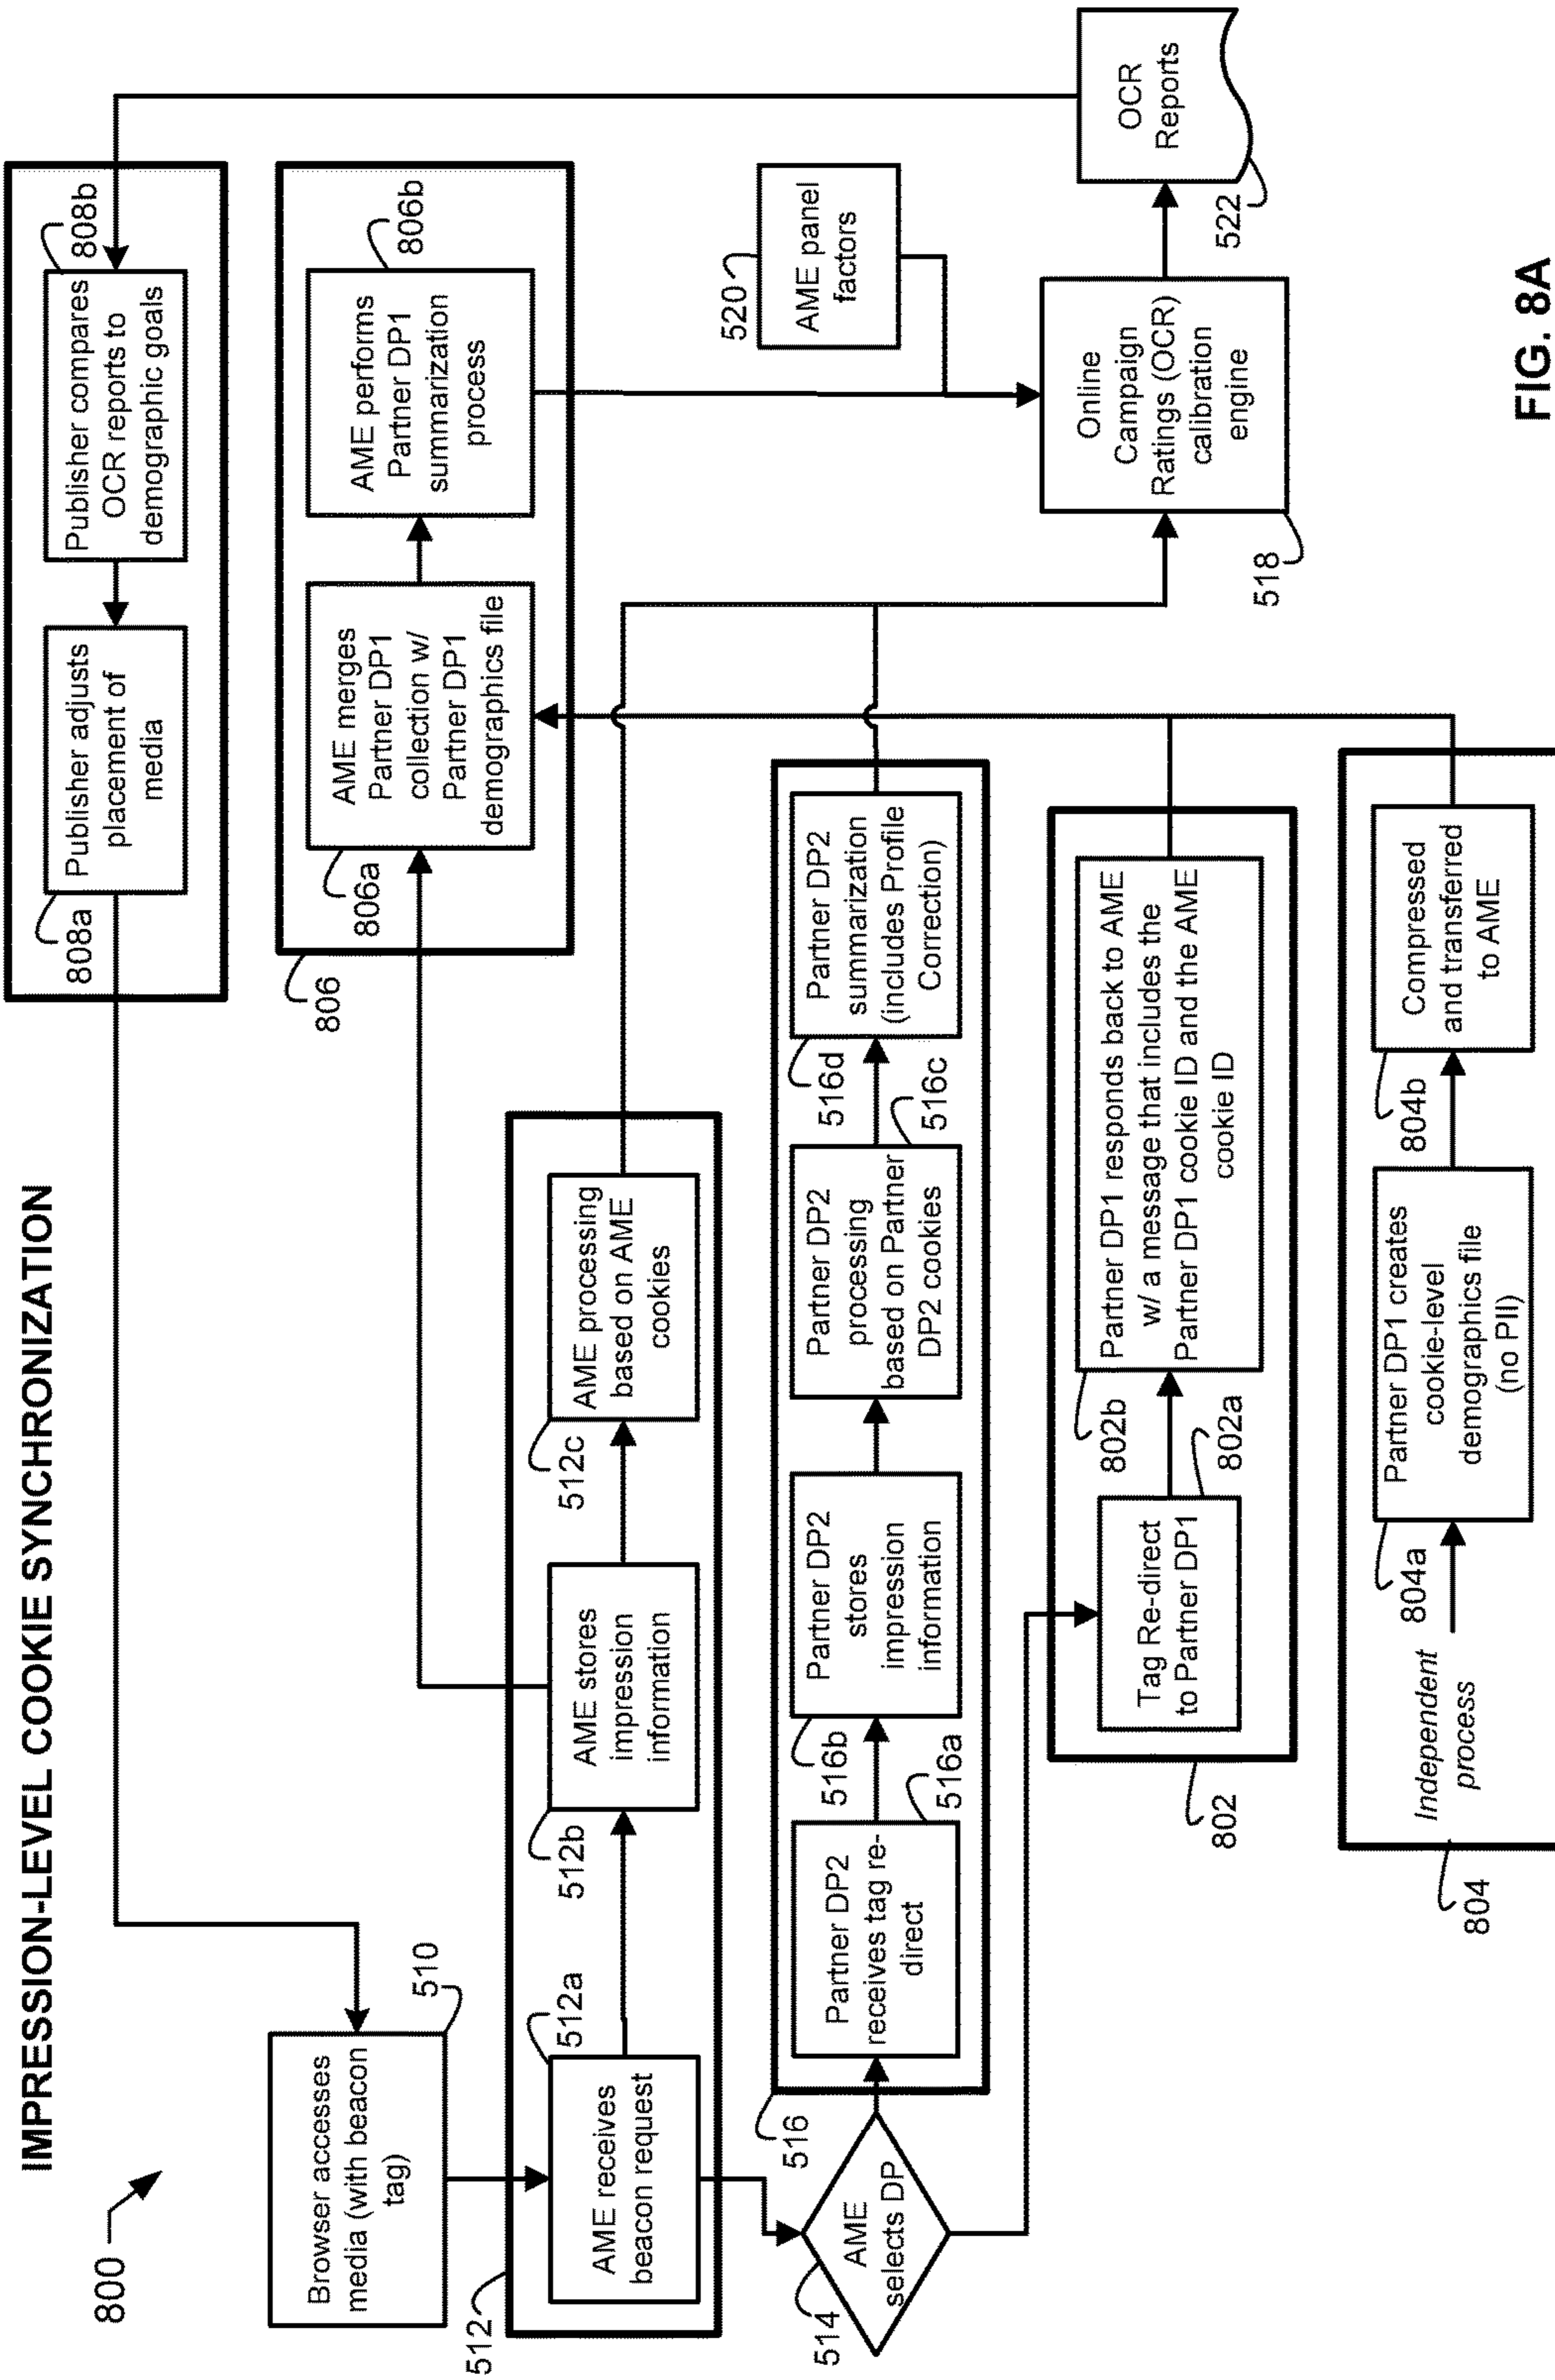 IMPRESSION-LEVEL COOKIE SYNCHRONIZATION
800
Browser accesses
media (with beacon
tag)
510
808a
Publisher adjusts
placement of
media
808b
Publisher compares
OCR reports to
demographic goals
512
512a
AME receives
beacon request
512b
AME stores
impression
information
512c
AME processing
based on AME
cookies
806
806a
AME merges
Partner DP1
collection w/
Partner DP1
demographics file
806b
AME performs
Partner DP1
summarization
process
514
AME
selects DP
516
516a
Partner DP2
receives tag re-
direct
516b
Partner DP2
stores
impression
information
516c
Partner DP2
processing
based on Partner
DP2 cookies
516d
Partner DP2
summarization
(includes Profile
Correction)
520
AME panel
factors
802
802a
Tag Re-direct
to Partner DP1
802b
Partner DP1 responds back to AME
w/ a message that includes the
Partner DP1 cookie ID and the AME
cookie ID
518
Online
Campaign
Ratings (OCR)
calibration
engine
522
OCR
Reports
804
Independent
process
804a
Partner DP1 creates
cookie-level
demographics file
(no PII)
804b
Compressed
and transferred
to AME
FIG. 8A